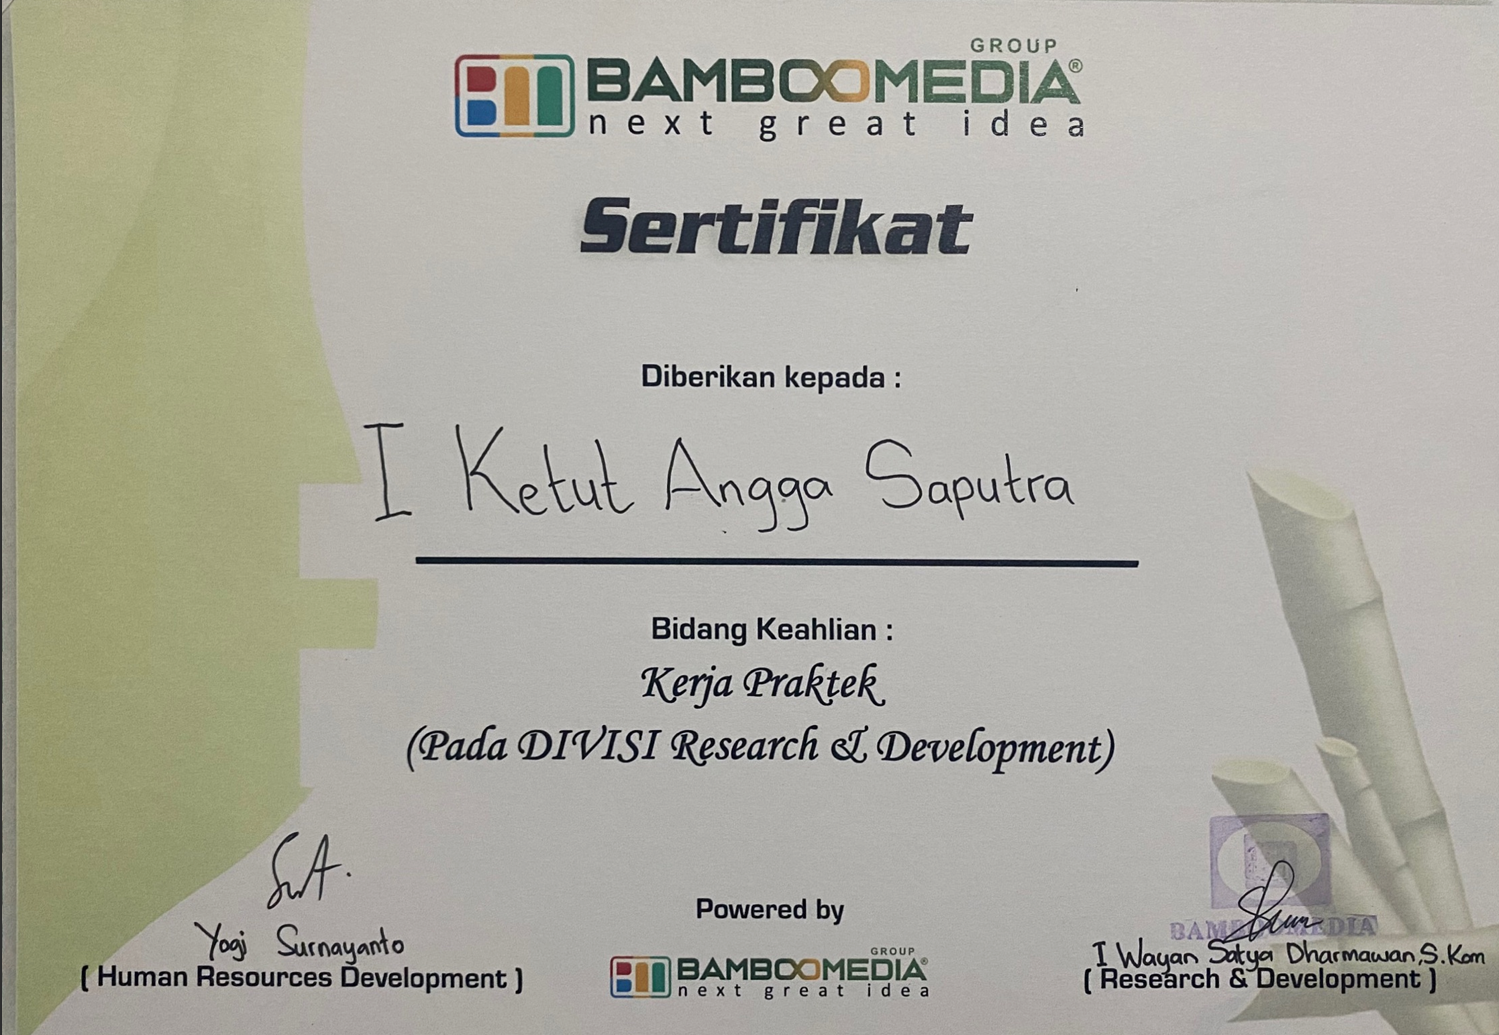 GROUP
BAMBOOMEDIA®
next great idea
Sertifikat
Diberikan kepada :
I Ketut Angga Saputra
Bidang Keahlian :
Kerja Praktek
(Pada DIVISI Research & Development)
Powered by
BAMBOOMEDIA
Yogi Surnayanto
I Wayan Satya Dharmawan,S.Kom
( Human Resources Development )
GROUP
BAMBOOMEDIA®
next great idea
( Research & Development )